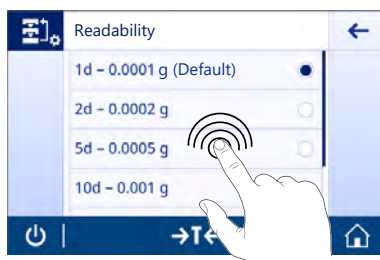 Readability
1d – 0.0001 g (Default)
2d – 0.0002 g
5d – 0.0005 g
10d – 0.001 g
→T←